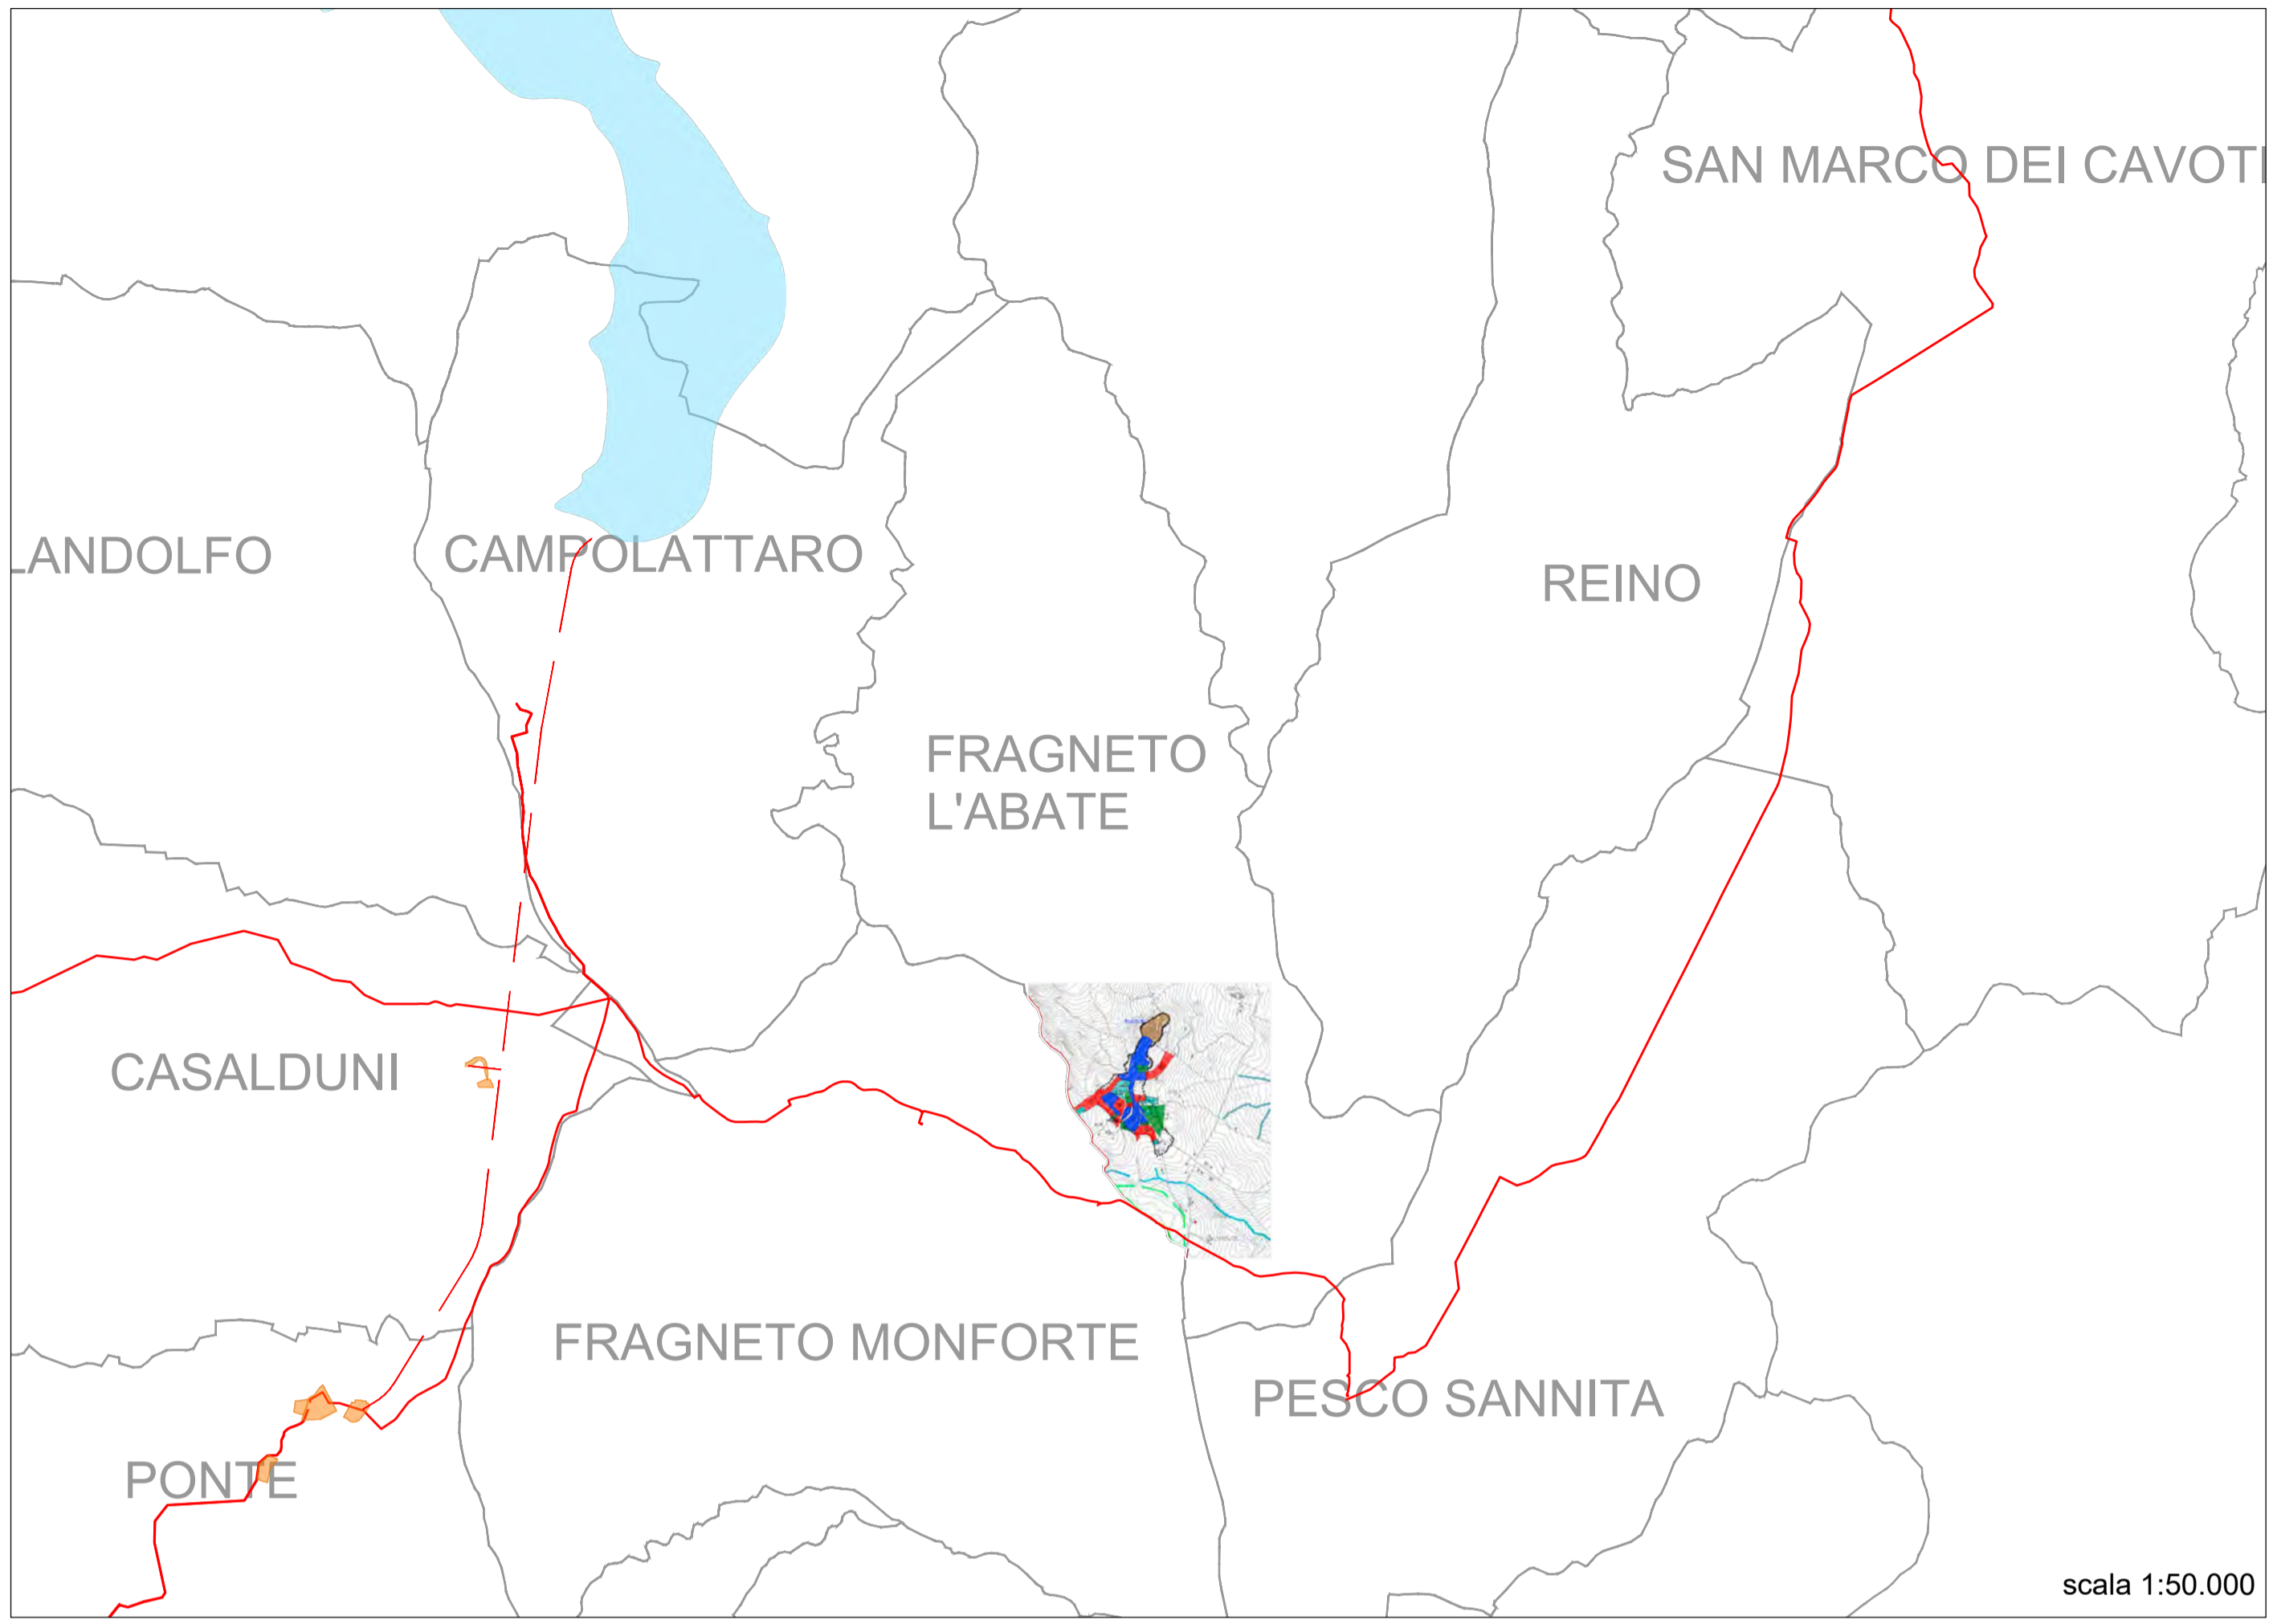 SAN MARCO DEI CAVOTI
LANDOLFO
CAMPOLATTARO
REINO
FRAGNETO
L'ABATE
CASALDUNI
FRAGNETO MONFORTE
PESCO SANNITA
PONTE
scala 1:50.000